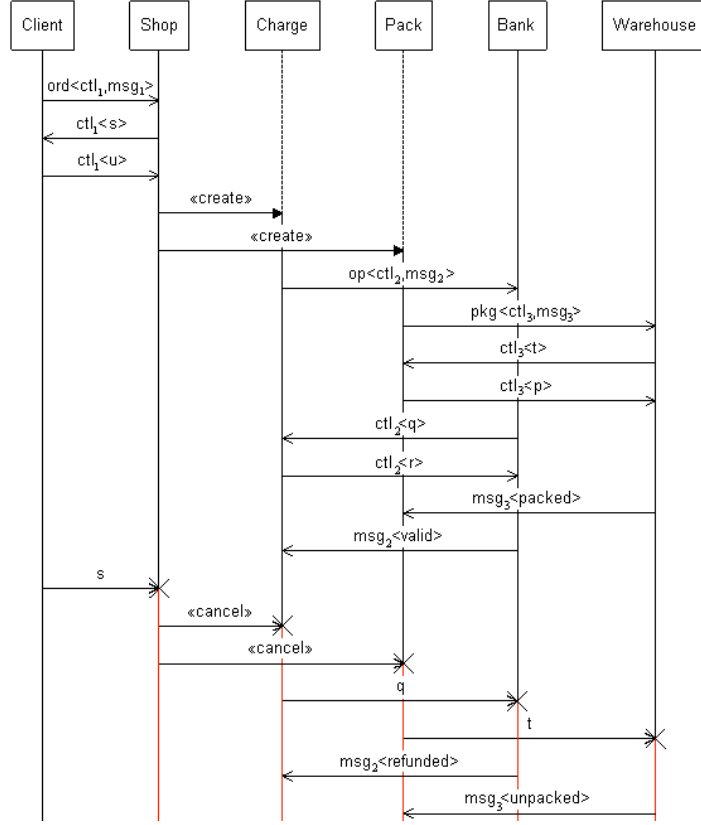 Client Shop Charge Pack Bank Warehouse
ord<ctl₁,msg₁>
ctl₁<s>
ctl₁<u>
«create»
«create»
op<ctl₂,msg₂>
pkg<ctl₃,msg₃>
ctl₃<t>
ctl₃<p>
ctl₂<q>
ctl₂<r>
msg₃<packed>
msg₂<valid>
s
«cancel»
«cancel»
q
t
msg₂<refunded>
msg₃<unpacked>